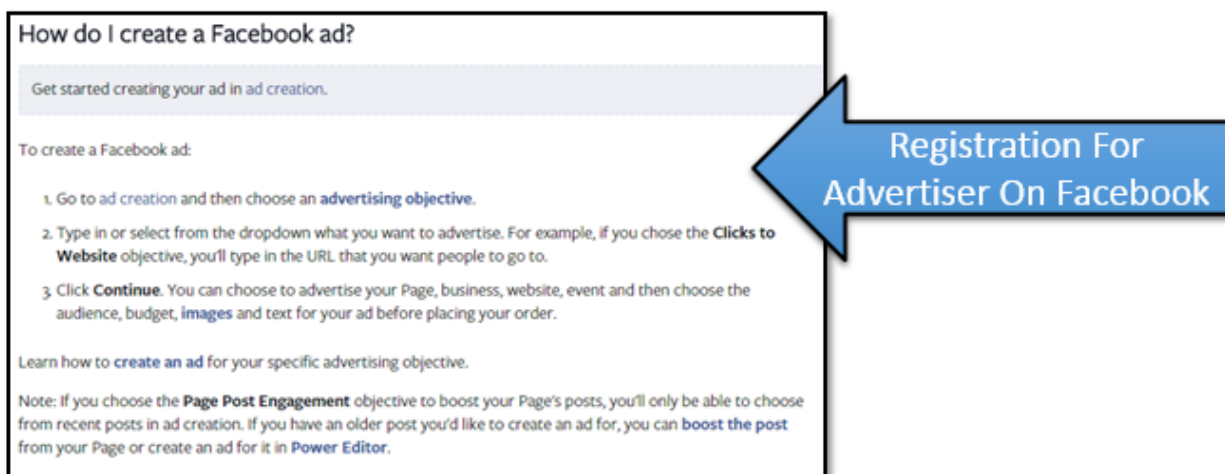 How do I create a Facebook ad?
Get started creating your ad in ad creation.
To create a Facebook ad:
1. Go to ad creation and then choose an advertising objective.
2. Type in or select from the dropdown what you want to advertise. For example, if you chose the Clicks to
Website objective, you'll type in the URL that you want people to go to.
3. Click Continue. You can choose to advertise your Page, business, website, event and then choose the
audience, budget, images and text for your ad before placing your order.
Learn how to create an ad for your specific advertising objective.
Note: If you choose the Page Post Engagement objective to boost your Page's posts, you'll only be able to choose
from recent posts in ad creation. If you have an older post you'd like to create an ad for, you can boost the post
from your Page or create an ad for it in Power Editor.
Registration For
Advertiser On Facebook